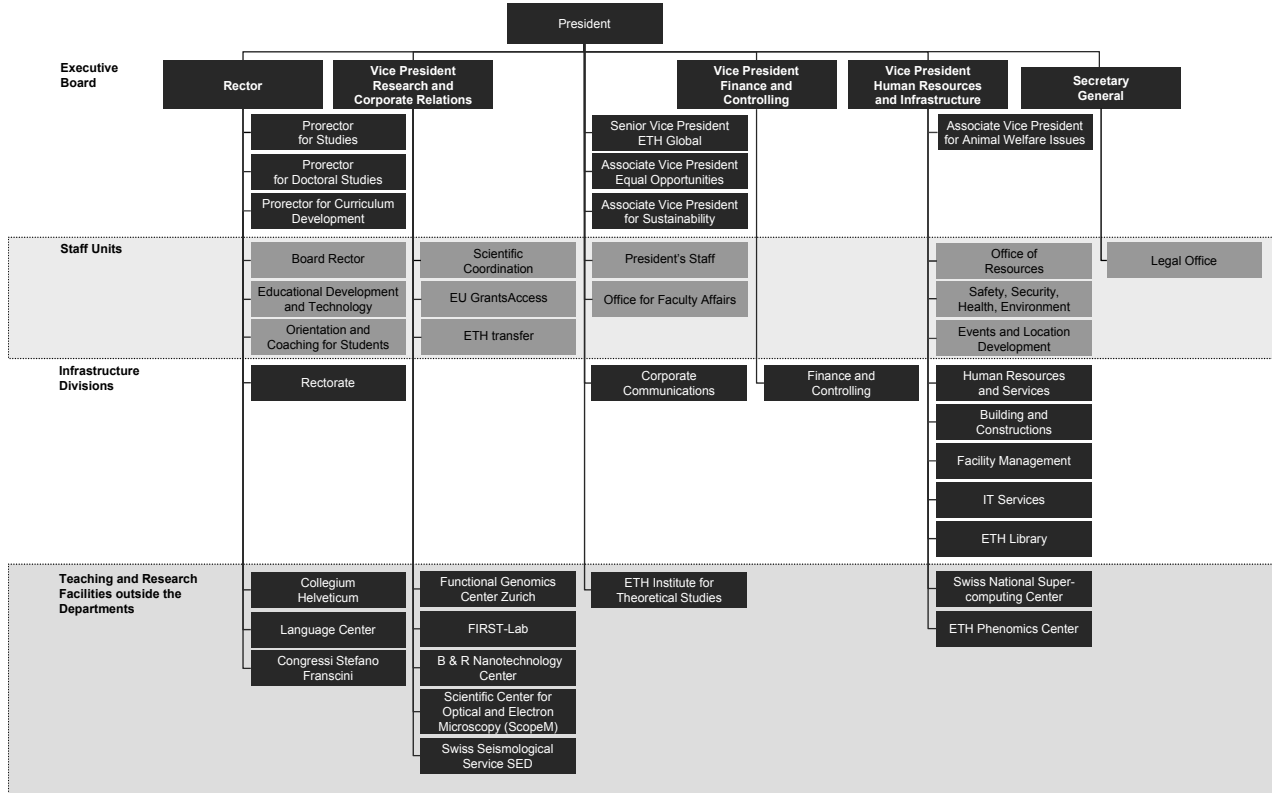 President
Executive
Board
Rector
Vice President
Research and
Corporate Relations
Vice President
Finance and
Controlling
Vice President
Human Resources
and Infrastructure
Secretary
General
Prorector
for Studies
Senior Vice President
ETH Global
Associate Vice President
for Animal Welfare Issues
Prorector
for Doctoral Studies
Associate Vice President
Equal Opportunities
Prorector for Curriculum
Development
Associate Vice President
for Sustainability
Staff Units
Board Rector
Scientific
Coordination
President's Staff
Office of
Resources
Legal Office
Educational Development
and Technology
EU GrantsAccess
Office for Faculty Affairs
Safety, Security,
Health, Environment
Orientation and
Coaching for Students
ETH transfer
Events and Location
Development
Infrastructure
Divisions
Rectorate
Corporate
Communications
Finance and
Controlling
Human Resources
and Services
Building and
Constructions
Facility Management
IT Services
ETH Library
Teaching and Research
Facilities outside the
Departments
Collegium
Helveticum
Functional Genomics
Center Zurich
ETH Institute for
Theoretical Studies
Swiss National Super-
computing Center
Language Center
FIRST-Lab
ETH Phenomics Center
Congressi Stefano
Franscini
B & R Nanotechnology
Center
Scientific Center for
Optical and Electron
Microscopy (ScopeM)
Swiss Seismological
Service SED